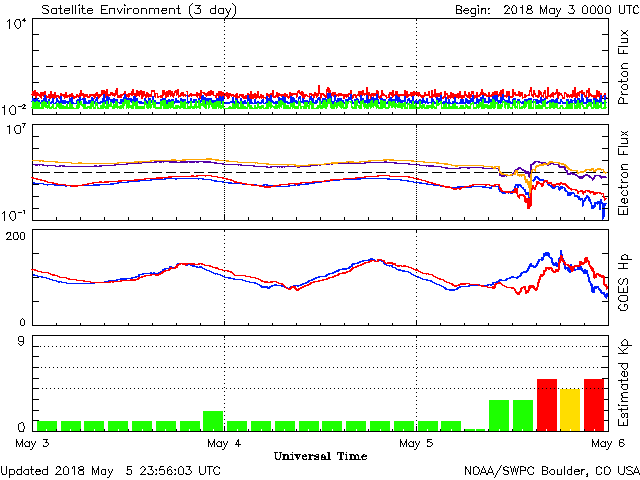 Satellite Environment (3 day) Begin: 2018 May 3 0000 UTC
10^4
10^-2
Proton Flux
10^7
10^-1
Electron Flux
200
0
GOES Hp
9
0
Estimated Kp
May 3 May 4 May 5 May 6
Universal Time
Updated 2018 May 5 23:56:03 UTC NOAA/SWPC Boulder, CO USA